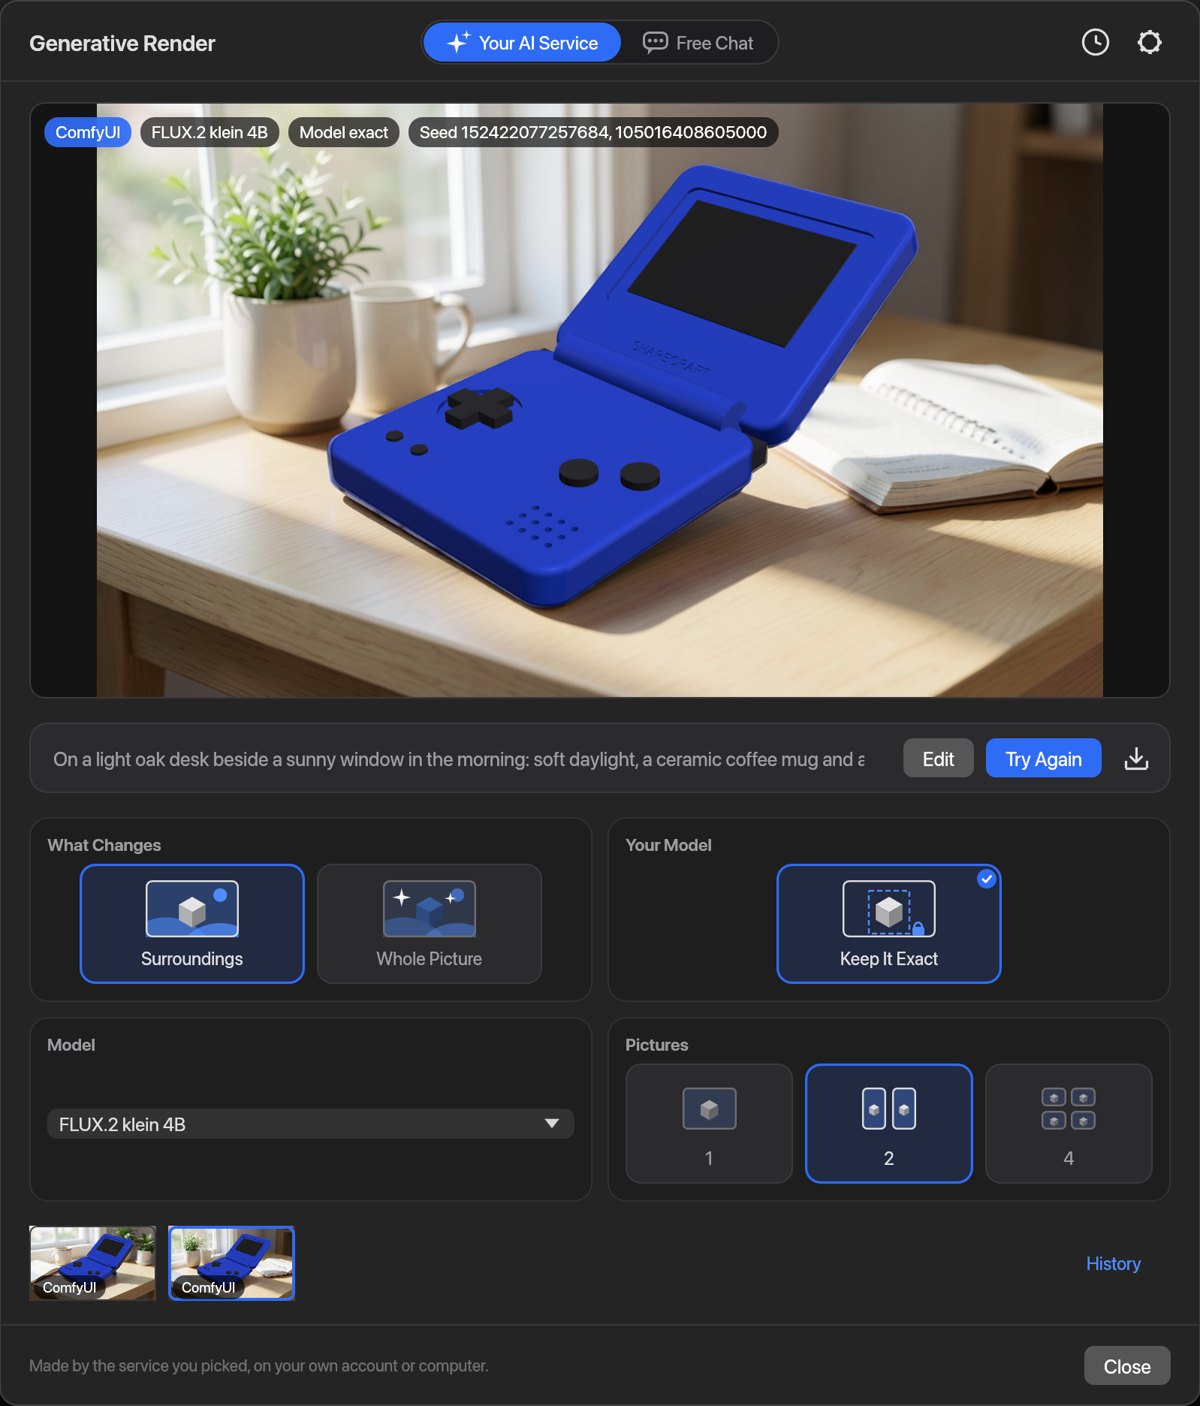 Generative Render
Your AI Service
Free Chat
ComfyUI
FLUX.2 klein 4B
Model exact
Seed 152422077257684, 105016408605000
SHAPECRAFT
On a light oak desk beside a sunny window in the morning: soft daylight, a ceramic coffee mug and a
Edit
Try Again
What Changes
Surroundings
Whole Picture
Your Model
Keep It Exact
Model
FLUX.2 klein 4B
Pictures
1
2
4
ComfyUI
ComfyUI
History
Made by the service you picked, on your own account or computer.
Close